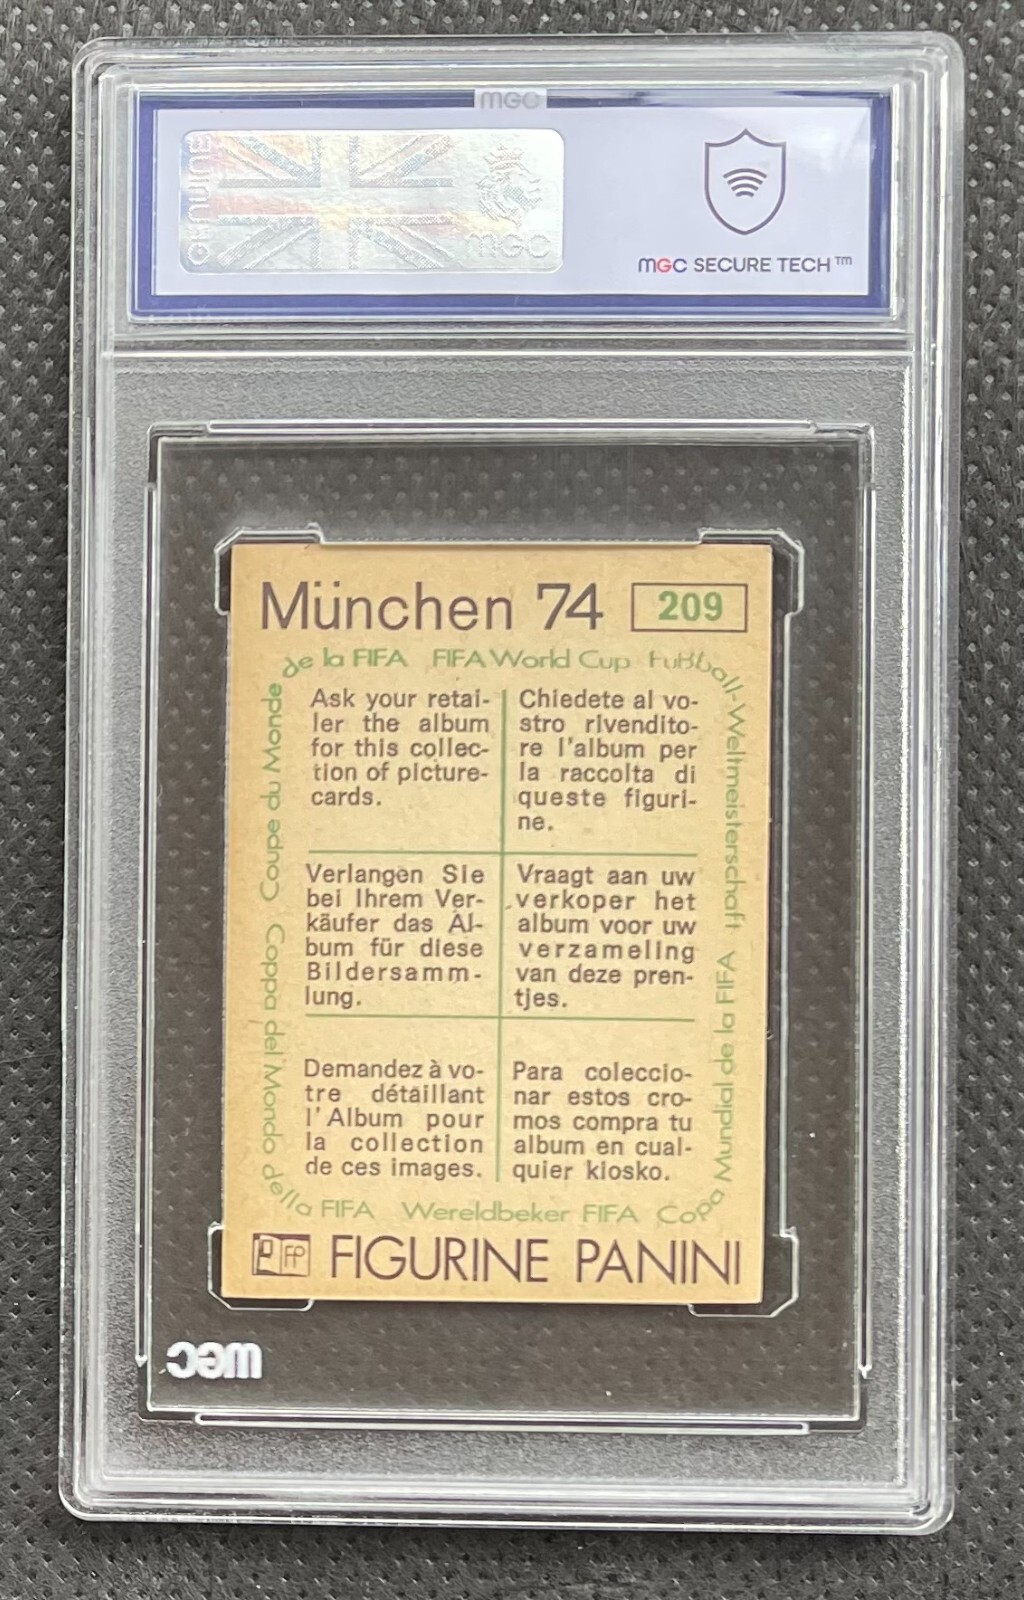 mGC
GENUINE
mGC
mGC SECURE TECH™
München 74
209
de la FIFA FIFA World Cup Fußball-Weltmeisterschaft
Ask your retai-
ler the album
for this collec-
tion of picture-
cards.
Chiedete al vo-
stro rivendito-
re l'album per
la raccolta di
queste figuri-
ne.
Verlangen Sie
bei Ihrem Ver-
käufer das Al-
bum für diese
Bildersamm-
lung.
Vraagt aan uw
verkoper het
album voor uw
verzameling
van deze pren-
tjes.
Demandez à vo-
tre détaillant
l'Album pour
la collection
de ces images.
Para coleccio-
nar estos cro-
mos compra tu
album en cual-
quier kiosko.
Coupe du Monde
Coppa del Mondo
della FIFA Wereldbeker FIFA Copa Mundial de la FIFA
FP FIGURINE PANINI
mGC